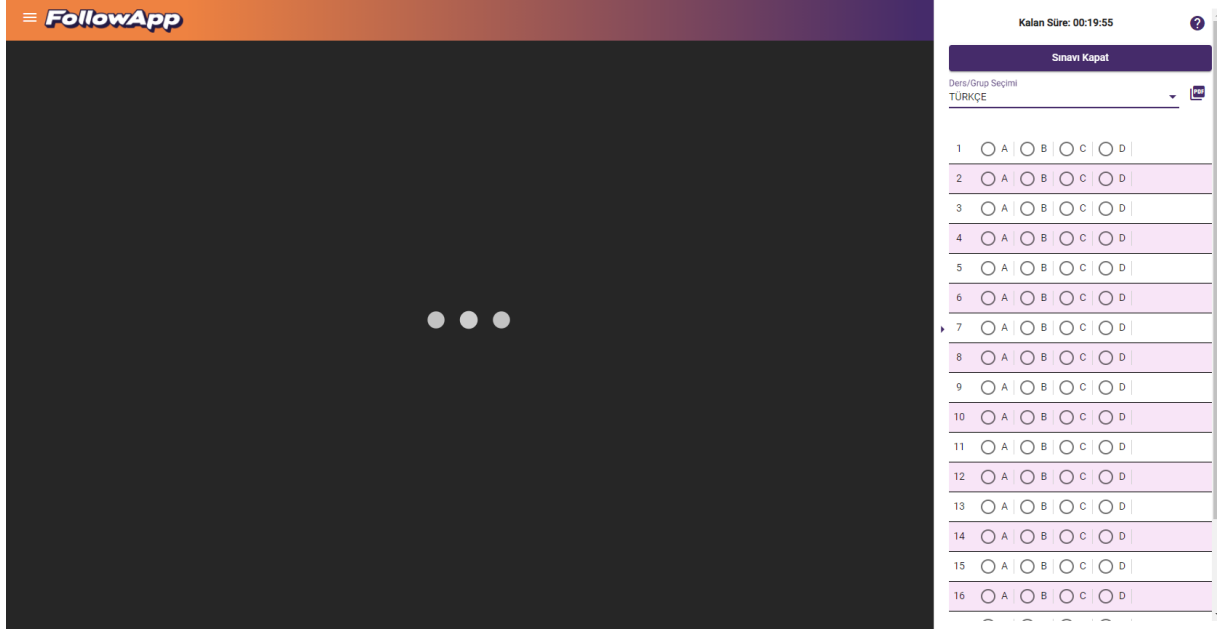 FollowApp
Kalan Süre: 00:19:55
?
Sınavı Kapat
Ders/Grup Seçimi
TÜRKÇE
PDF
1 A B C D
2 A B C D
3 A B C D
4 A B C D
5 A B C D
6 A B C D
7 A B C D
8 A B C D
9 A B C D
10 A B C D
11 A B C D
12 A B C D
13 A B C D
14 A B C D
15 A B C D
16 A B C D